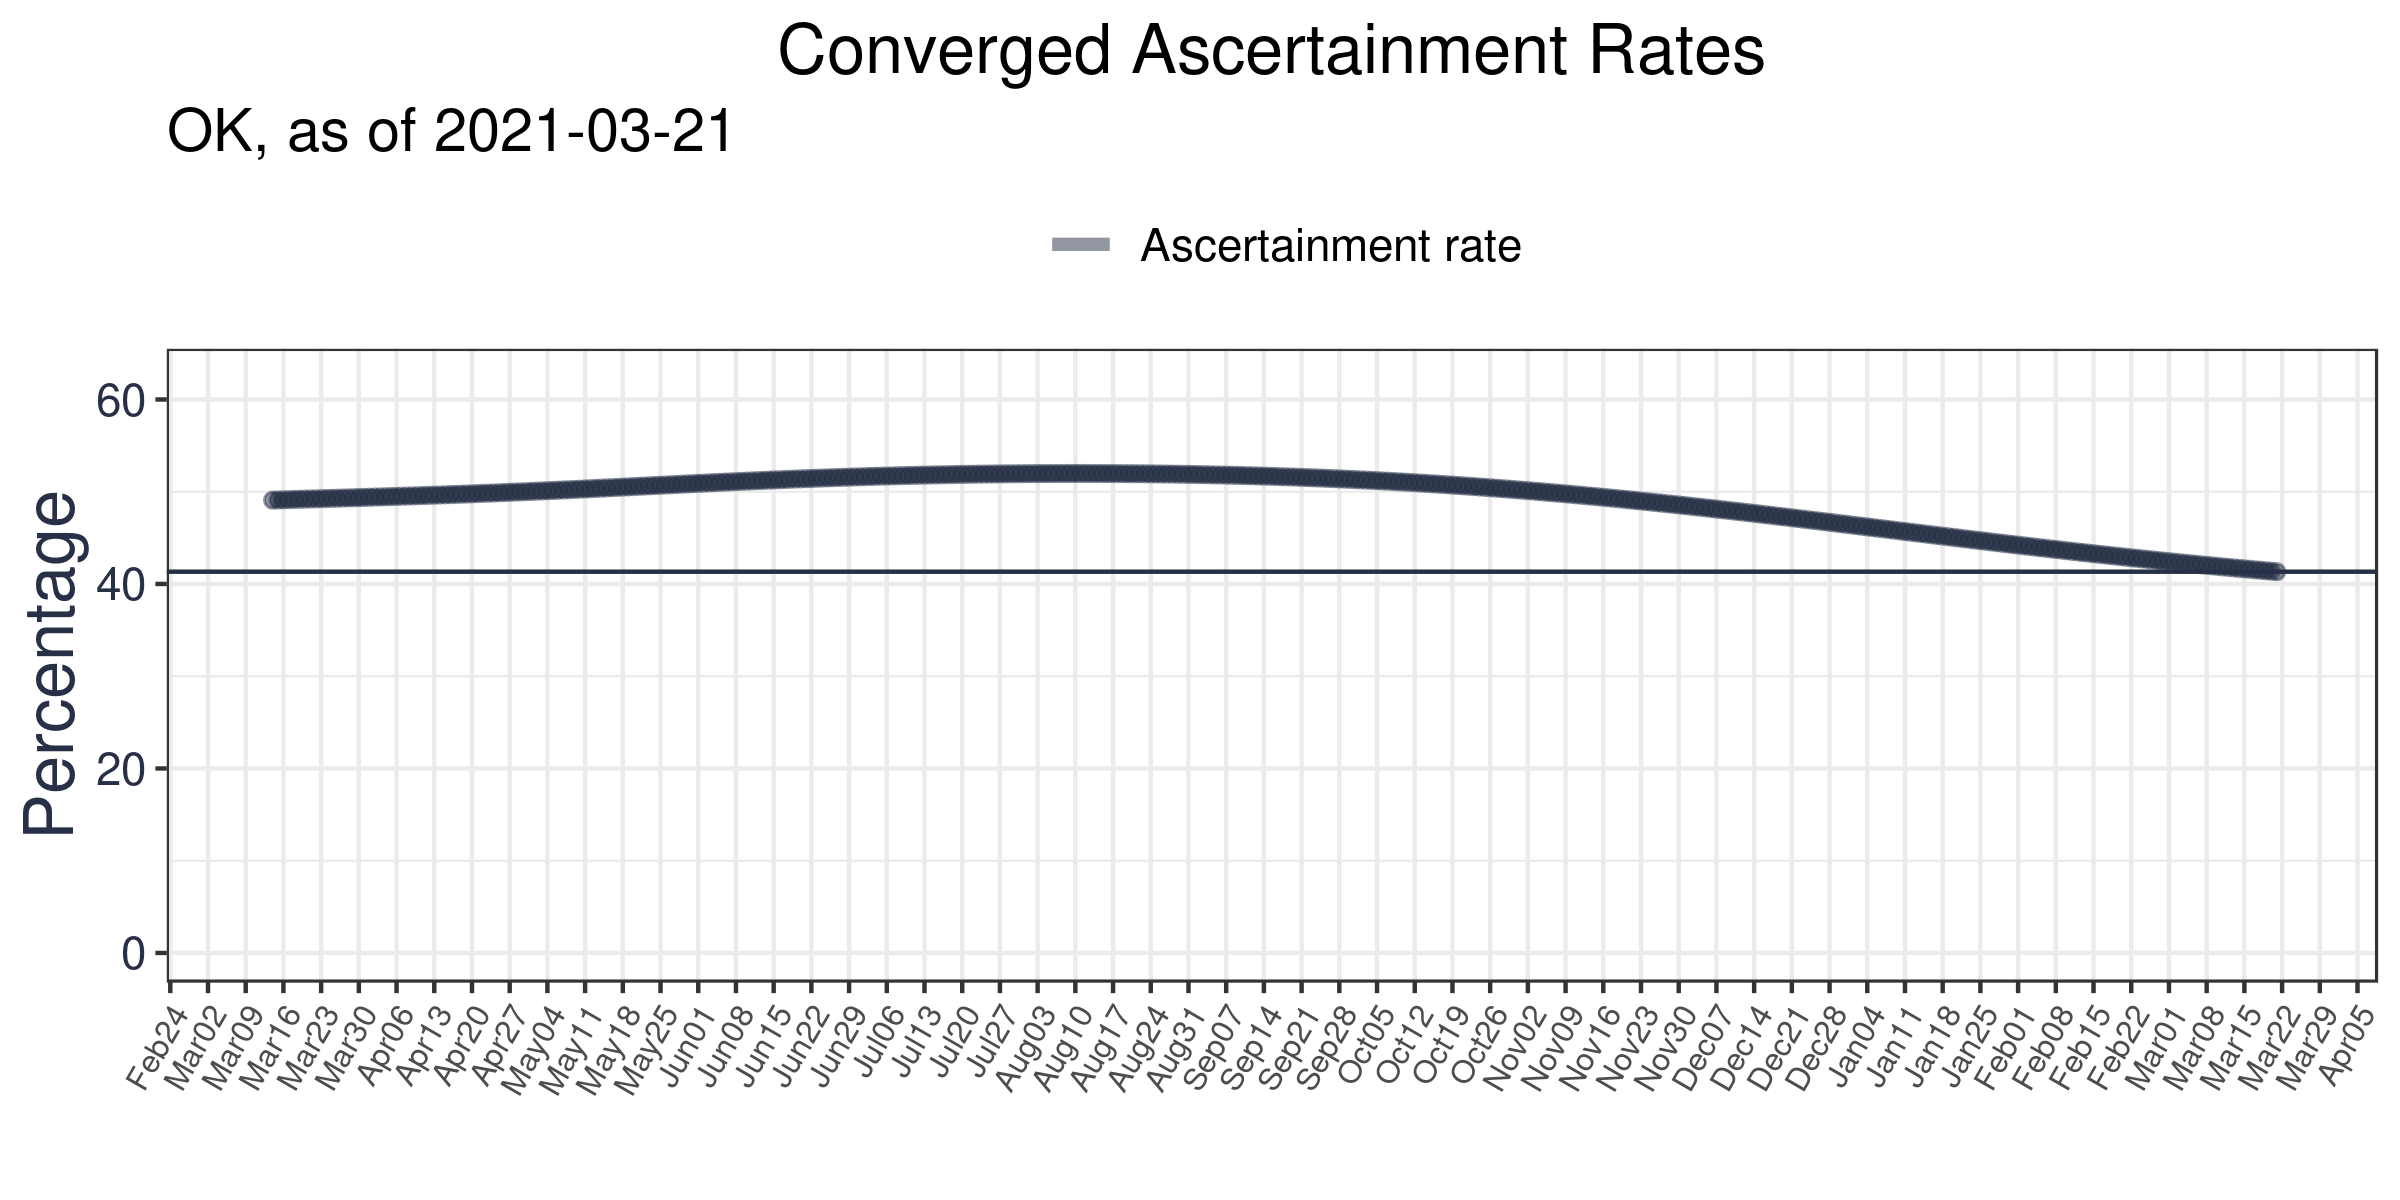 Converged Ascertainment Rates
OK, as of 2021-03-21
Ascertainment rate
Percentage
60
40
20
0
Feb24
Mar02
Mar09
Mar16
Mar23
Mar30
Apr06
Apr13
Apr20
Apr27
May04
May11
May18
May25
Jun01
Jun08
Jun15
Jun22
Jun29
Jul06
Jul13
Jul20
Jul27
Aug03
Aug10
Aug17
Aug24
Aug31
Sep07
Sep14
Sep21
Sep28
Oct05
Oct12
Oct19
Oct26
Nov02
Nov09
Nov16
Nov23
Nov30
Dec07
Dec14
Dec21
Dec28
Jan04
Jan11
Jan18
Jan25
Feb01
Feb08
Feb15
Feb22
Mar01
Mar08
Mar15
Mar22
Mar29
Apr05